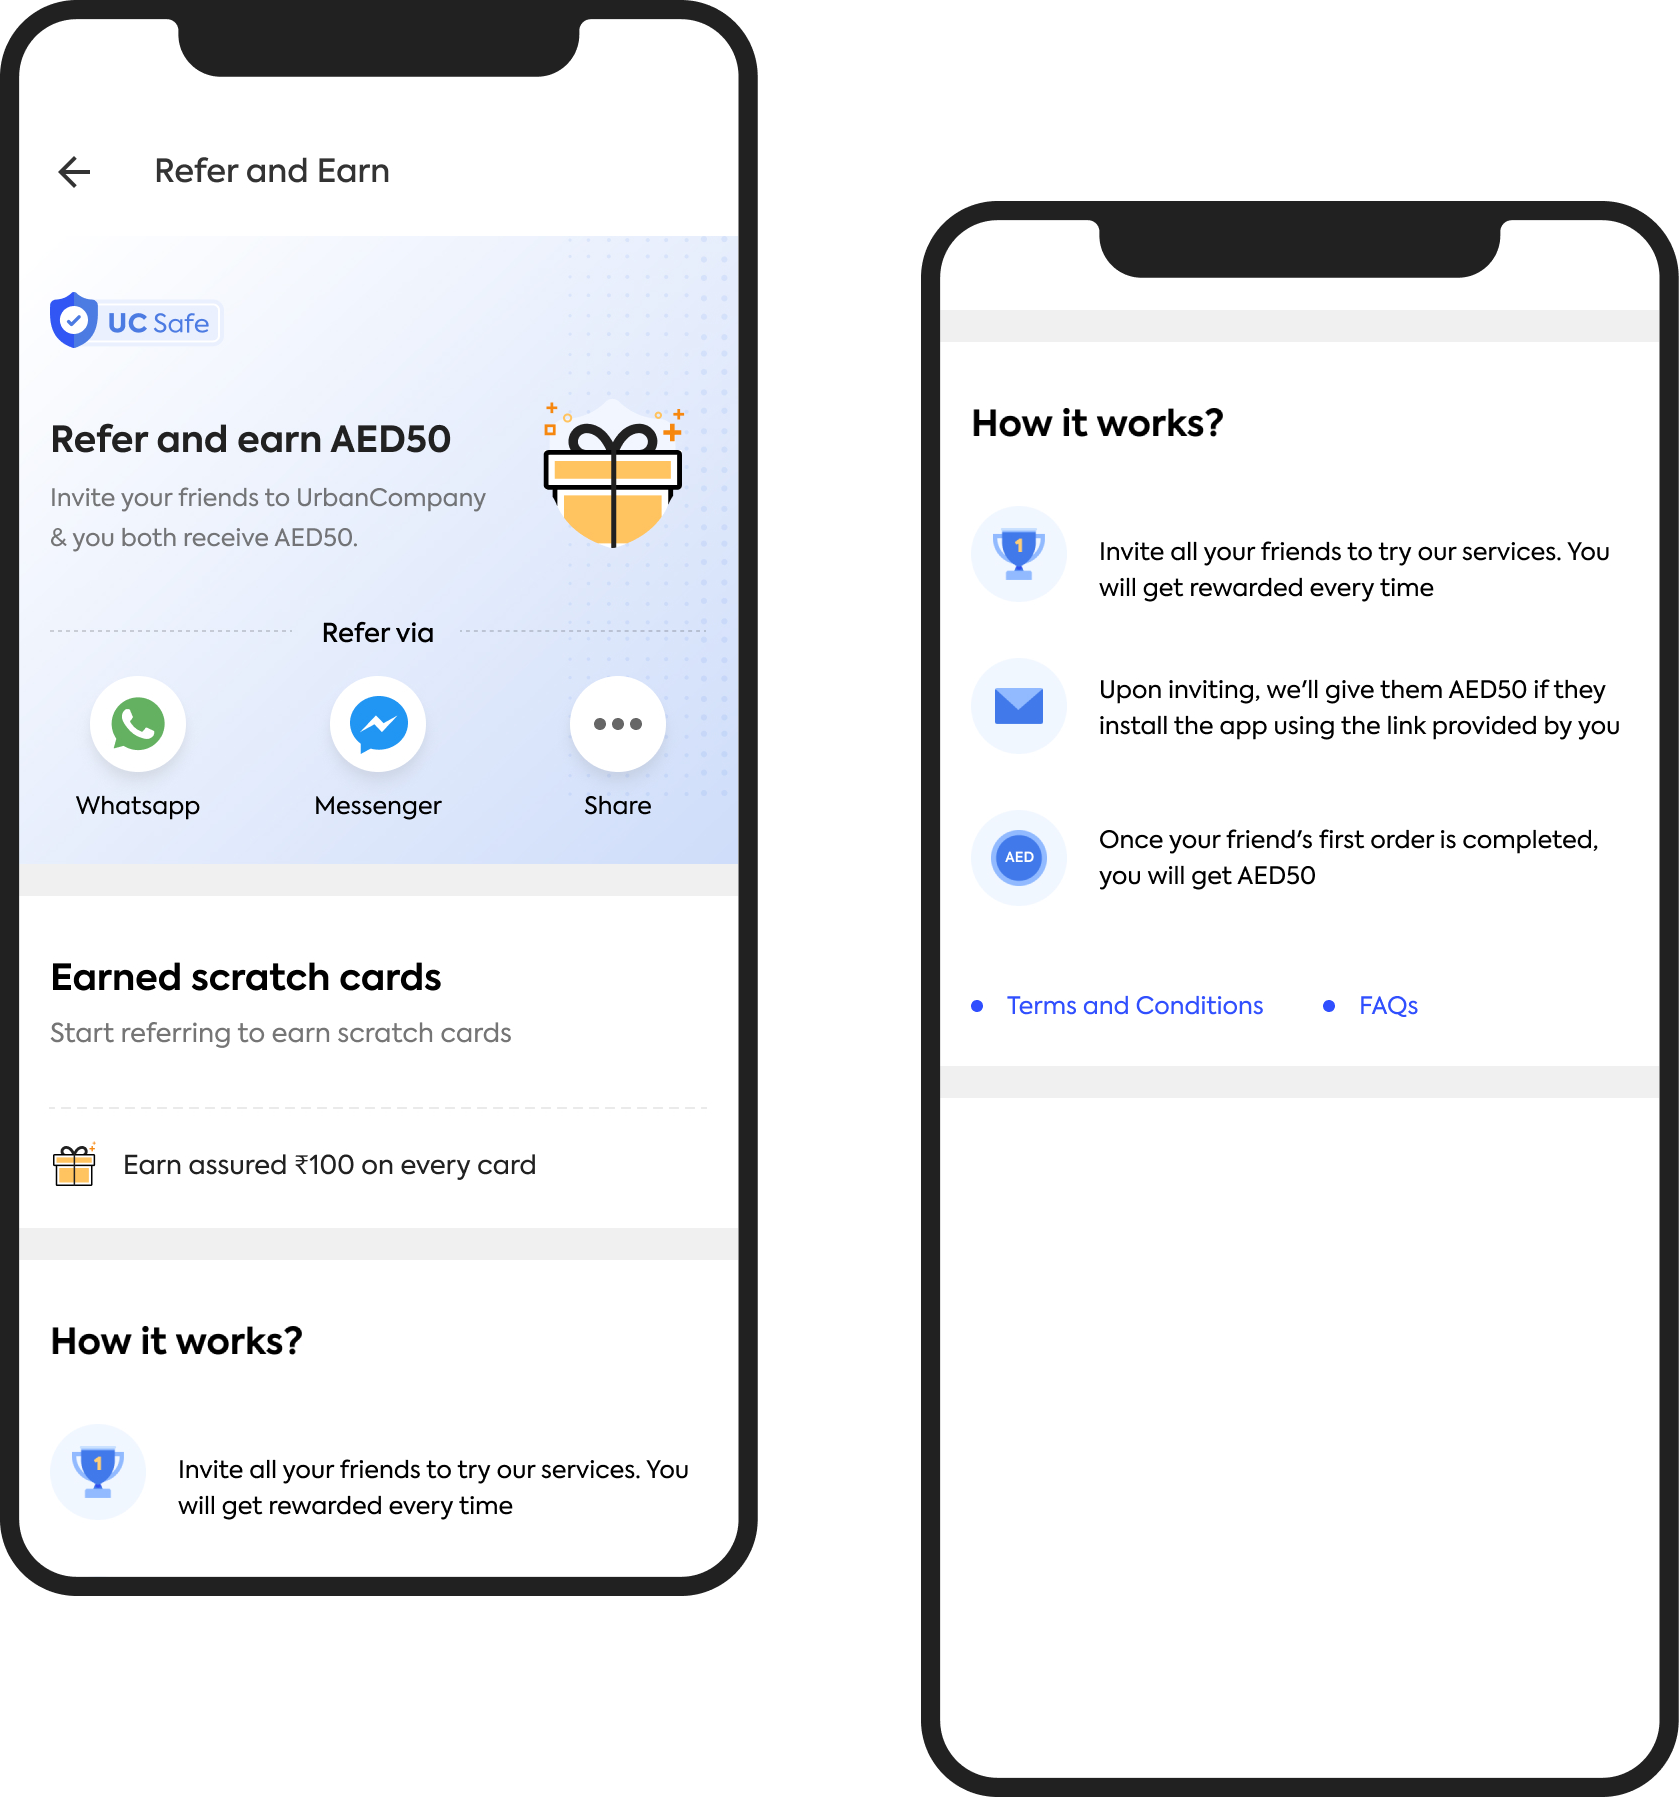 Refer and Earn
UC Safe
Refer and earn AED50
Invite your friends to UrbanCompany
& you both receive AED50.
Refer via
Whatsapp
Messenger
Share
Earned scratch cards
Start referring to earn scratch cards
Earn assured ₹100 on every card
How it works?
1
Invite all your friends to try our services. You
will get rewarded every time
How it works?
1
Invite all your friends to try our services. You
will get rewarded every time
Upon inviting, we'll give them AED50 if they
install the app using the link provided by you
AED
Once your friend's first order is completed,
you will get AED50
Terms and Conditions
FAQs